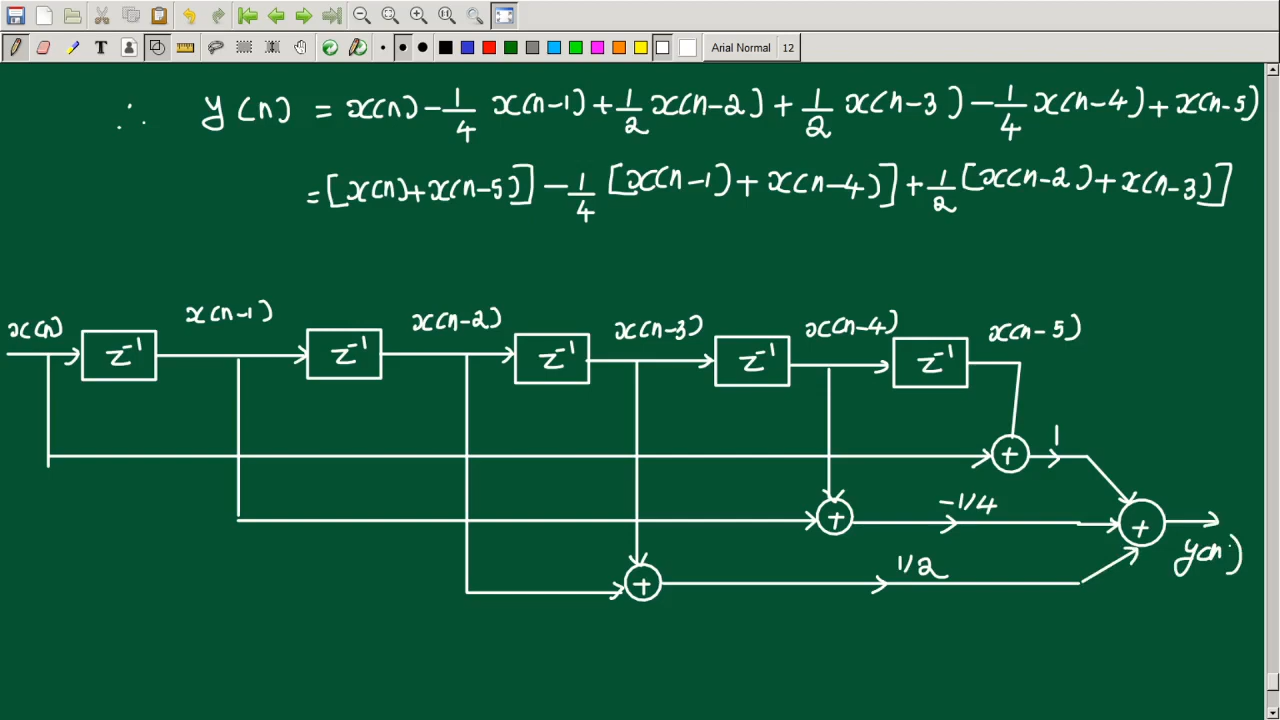 T Arial Normal 12
∴ y(n) = x(n) - 1/4 x(n-1) + 1/2 x(n-2) + 1/2 x(n-3) - 1/4 x(n-4) + x(n-5)
= [x(n) + x(n-5)] - 1/4 [x(n-1) + x(n-4)] + 1/2 [x(n-2) + x(n-3)]
x(n) x(n-1) x(n-2) x(n-3) x(n-4) x(n-5)
z⁻¹ z⁻¹ z⁻¹ z⁻¹ z⁻¹
+ 1
+ -1/4 +
y(n)
+ 1/2